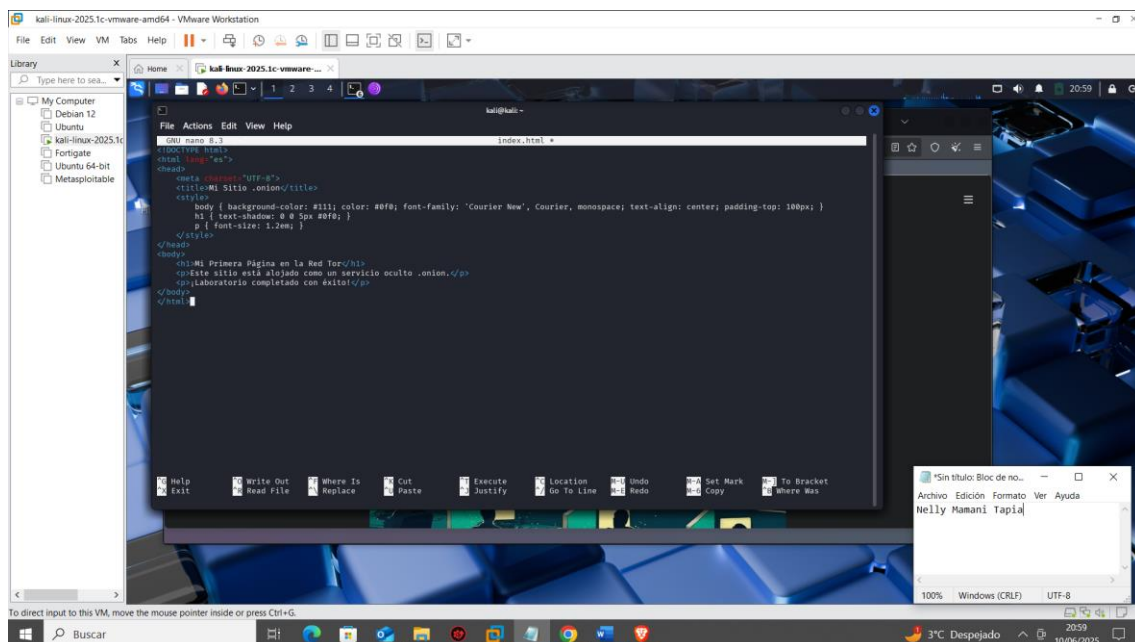 kali-linux-2025.1c-vmware-amd64 - VMware Workstation
File Edit View VM Tabs Help
Library X
Home kali-linux-2025.1c-vmware-...
Type here to sea...
1 2 3 4
20:59
My Computer
Debian 12
Ubuntu
kali-linux-2025.1c
Fortigate
Ubuntu 64-bit
Metasploitable
kali@kali: ~
File Actions Edit View Help
GNU nano 8.3 index.html *
<!DOCTYPE html>
<html lang="es">
<head>
<meta charset="UTF-8">
<title>Mi Sitio .onion</title>
<style>
body { background-color: #111; color: #0f0; font-family: 'Courier New', Courier, monospace; text-align: center; padding-top: 100px; }
h1 { text-shadow: 0 0 5px #0f0; }
p { font-size: 1.2em; }
</style>
</head>
<body>
<h1>Mi Primera Página en la Red Tor</h1>
<p>Este sitio está alojado como un servicio oculto .onion.</p>
<p>¡Laboratorio completado con éxito!</p>
</body>
</html>
^G Help ^O Write Out ^F Where Is ^K Cut ^T Execute ^C Location M-U Undo M-A Set Mark M-] To Bracket
^X Exit ^R Read File ^\ Replace ^U Paste ^J Justify ^/ Go To Line M-E Redo M-6 Copy ^B Where Was
*Sin título: Bloc de no...
Archivo Edición Formato Ver Ayuda
Nelly Mamani Tapia
100% Windows (CRLF) UTF-8
To direct input to this VM, move the mouse pointer inside or press Ctrl+G.
Buscar
3°C Despejado
20:59
10/06/2025